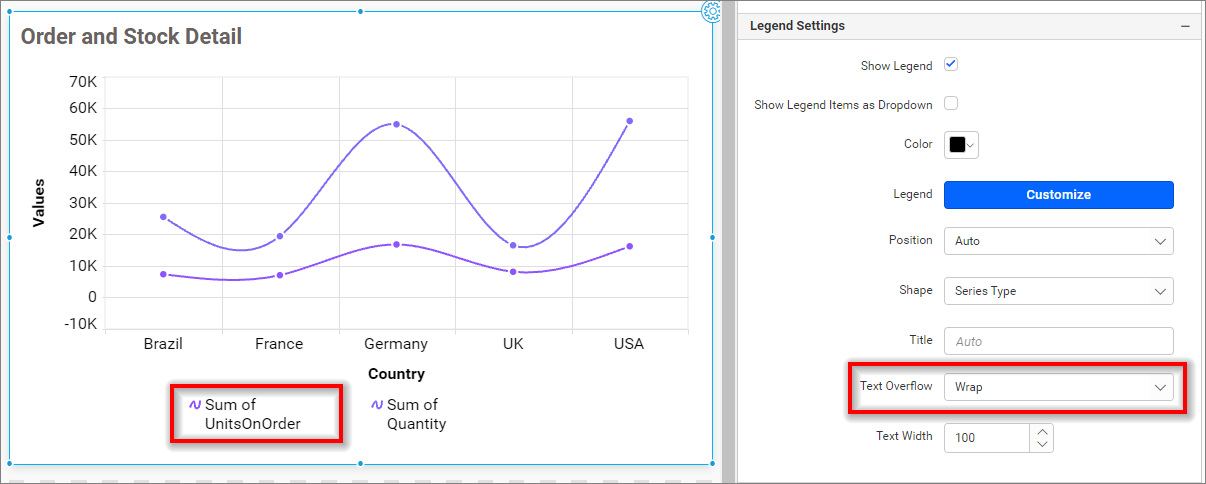 Order and Stock Detail
70K
60K
50K
40K
30K
20K
10K
0
-10K
Values
Brazil France Germany UK USA
Country
Sum of
UnitsOnOrder
Sum of
Quantity
Legend Settings
Show Legend
Show Legend Items as Dropdown
Color
Legend Customize
Position Auto
Shape Series Type
Title Auto
Text Overflow Wrap
Text Width 100